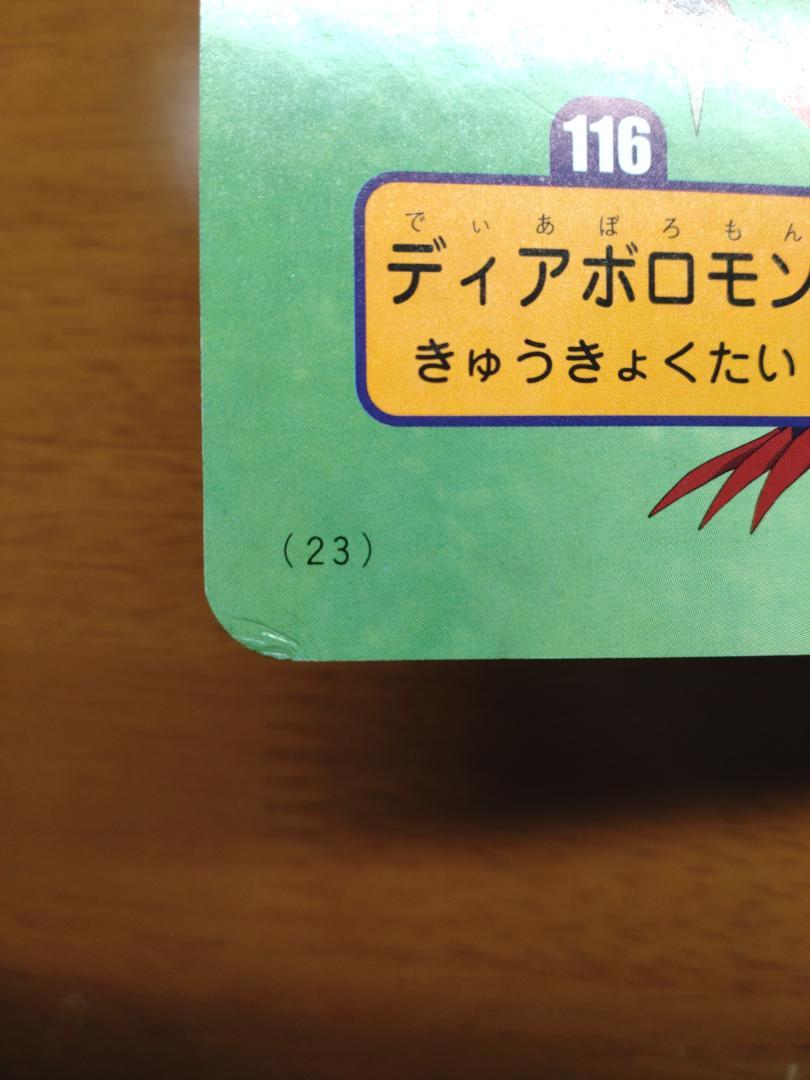 116
でぃあぼろもん
ディアボロモン
きゅうきょくたい
(23)